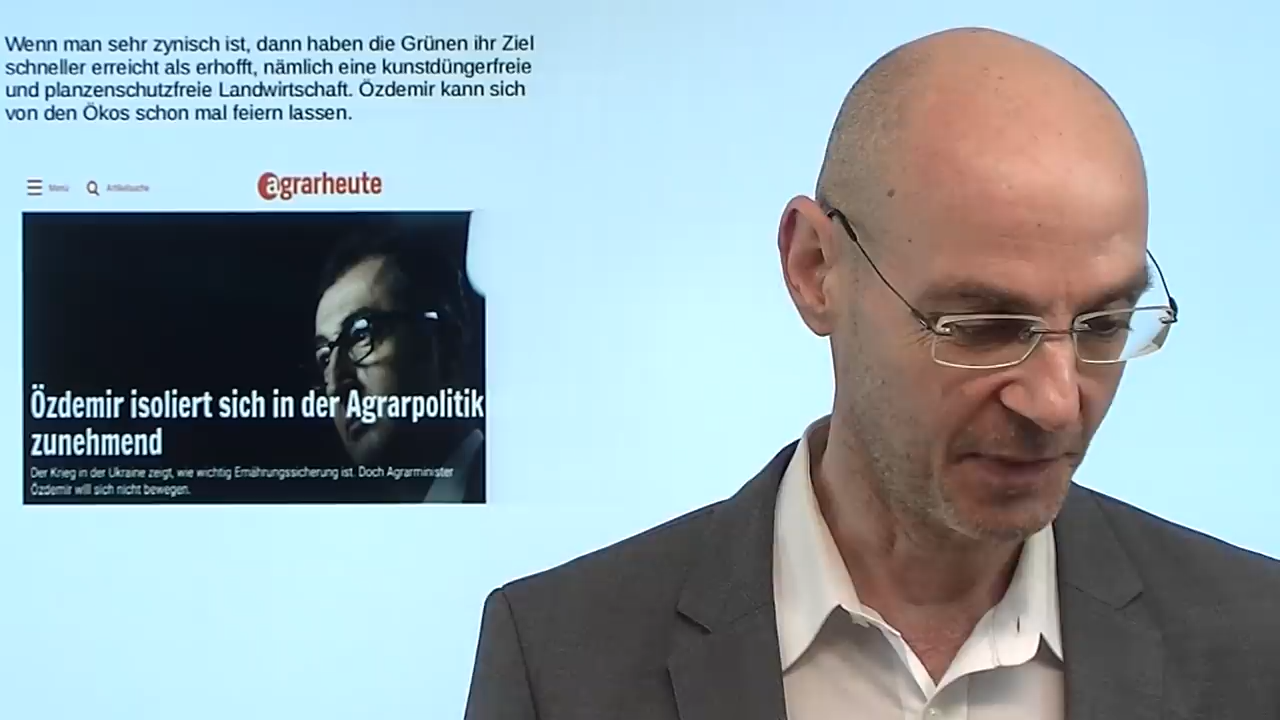 Wenn man sehr zynisch ist, dann haben die Grünen ihr Ziel
schneller erreicht als erhofft, nämlich eine kunstdüngerfreie
und planzenschutzfreie Landwirtschaft. Özdemir kann sich
von den Ökos schon mal feiern lassen.
Menü
Artikelsuche
agrarheute
Özdemir isoliert sich in der Agrarpolitik
zunehmend
Der Krieg in der Ukraine zeigt, wie wichtig Ernährungssicherung ist. Doch Agrarminister
Özdemir will sich nicht bewegen.